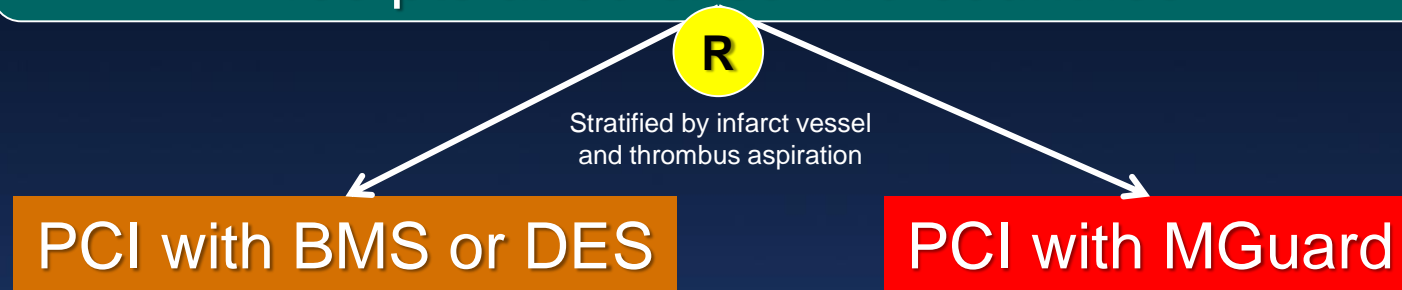 R
Stratified by infarct vessel
and thrombus aspiration
PCI with BMS or DES
PCI with MGuard